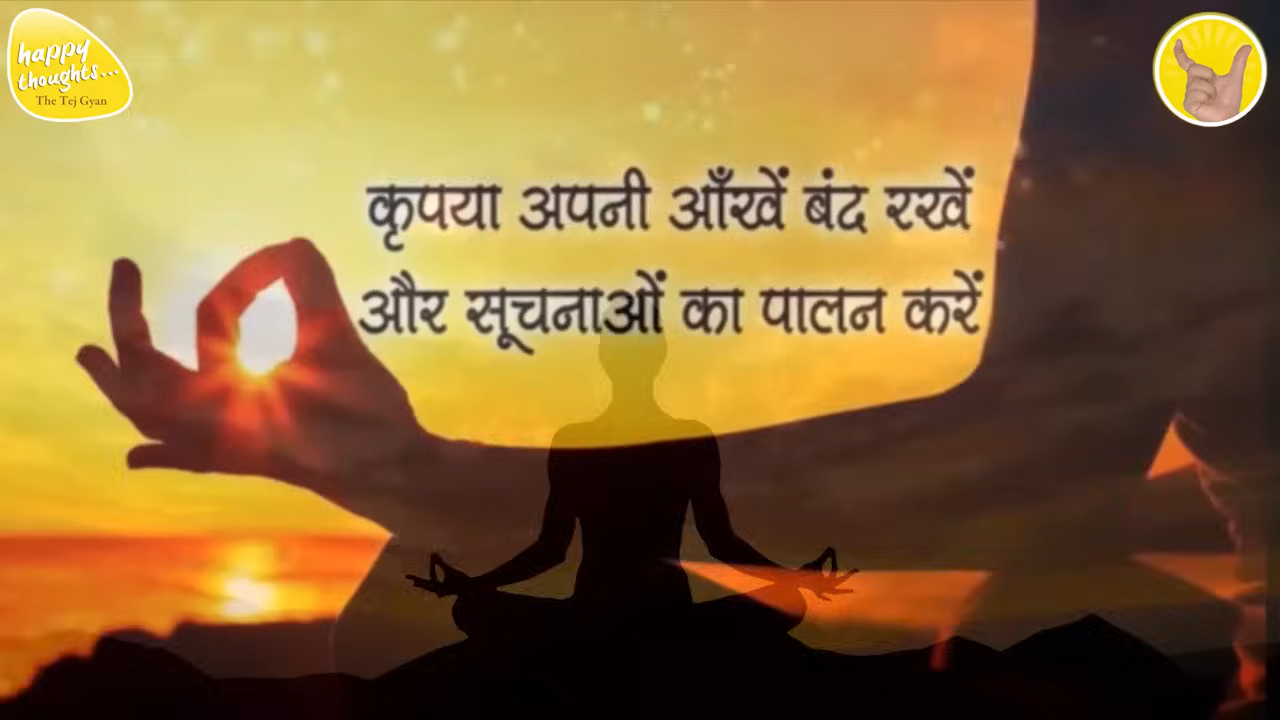 happy
thoughts...
The Tej Gyan
कृपया अपनी आँखें बंद रखें
और सूचनाओं का पालन करें